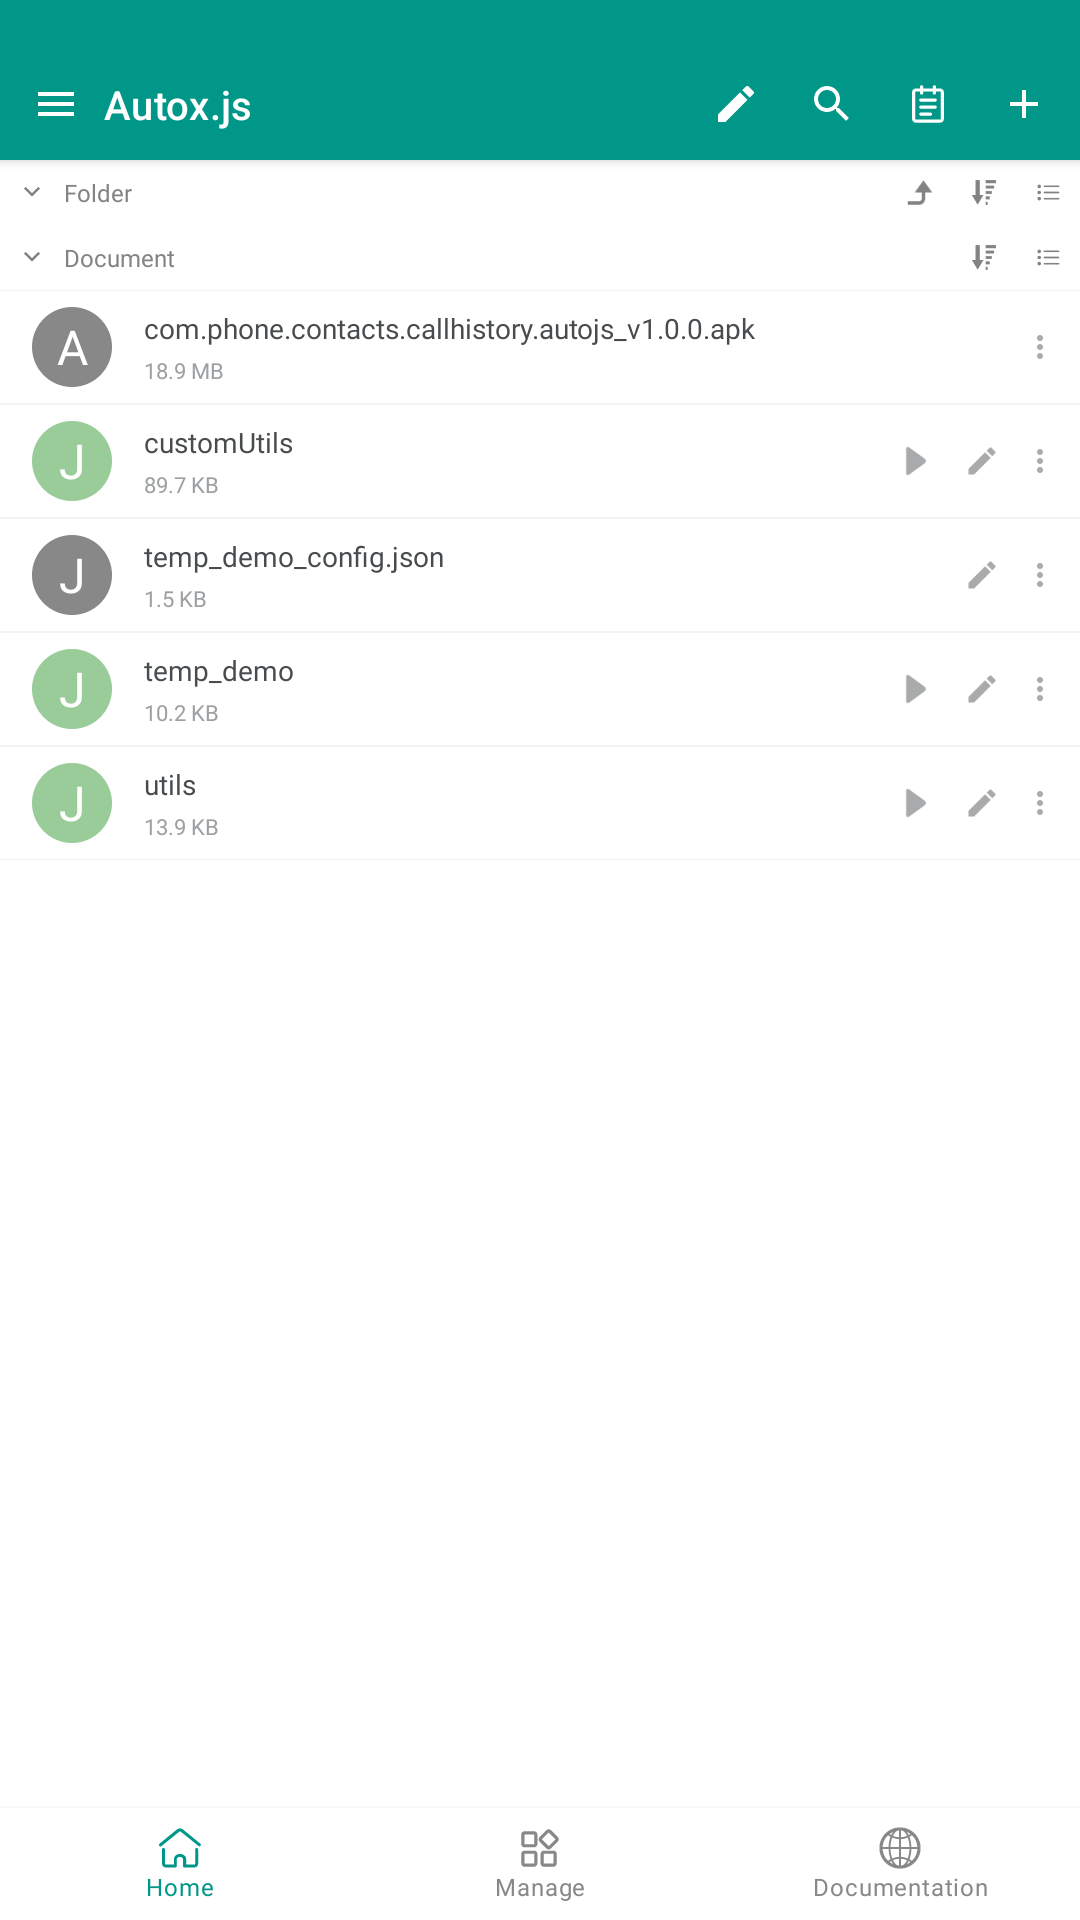 Autox.js
Folder
Document
A
com.phone.contacts.callhistory.autojs_v1.0.0.apk
18.9 MB
J
customUtils
89.7 KB
J
temp_demo_config.json
1.5 KB
J
temp_demo
10.2 KB
J
utils
13.9 KB
Home
Manage
Documentation